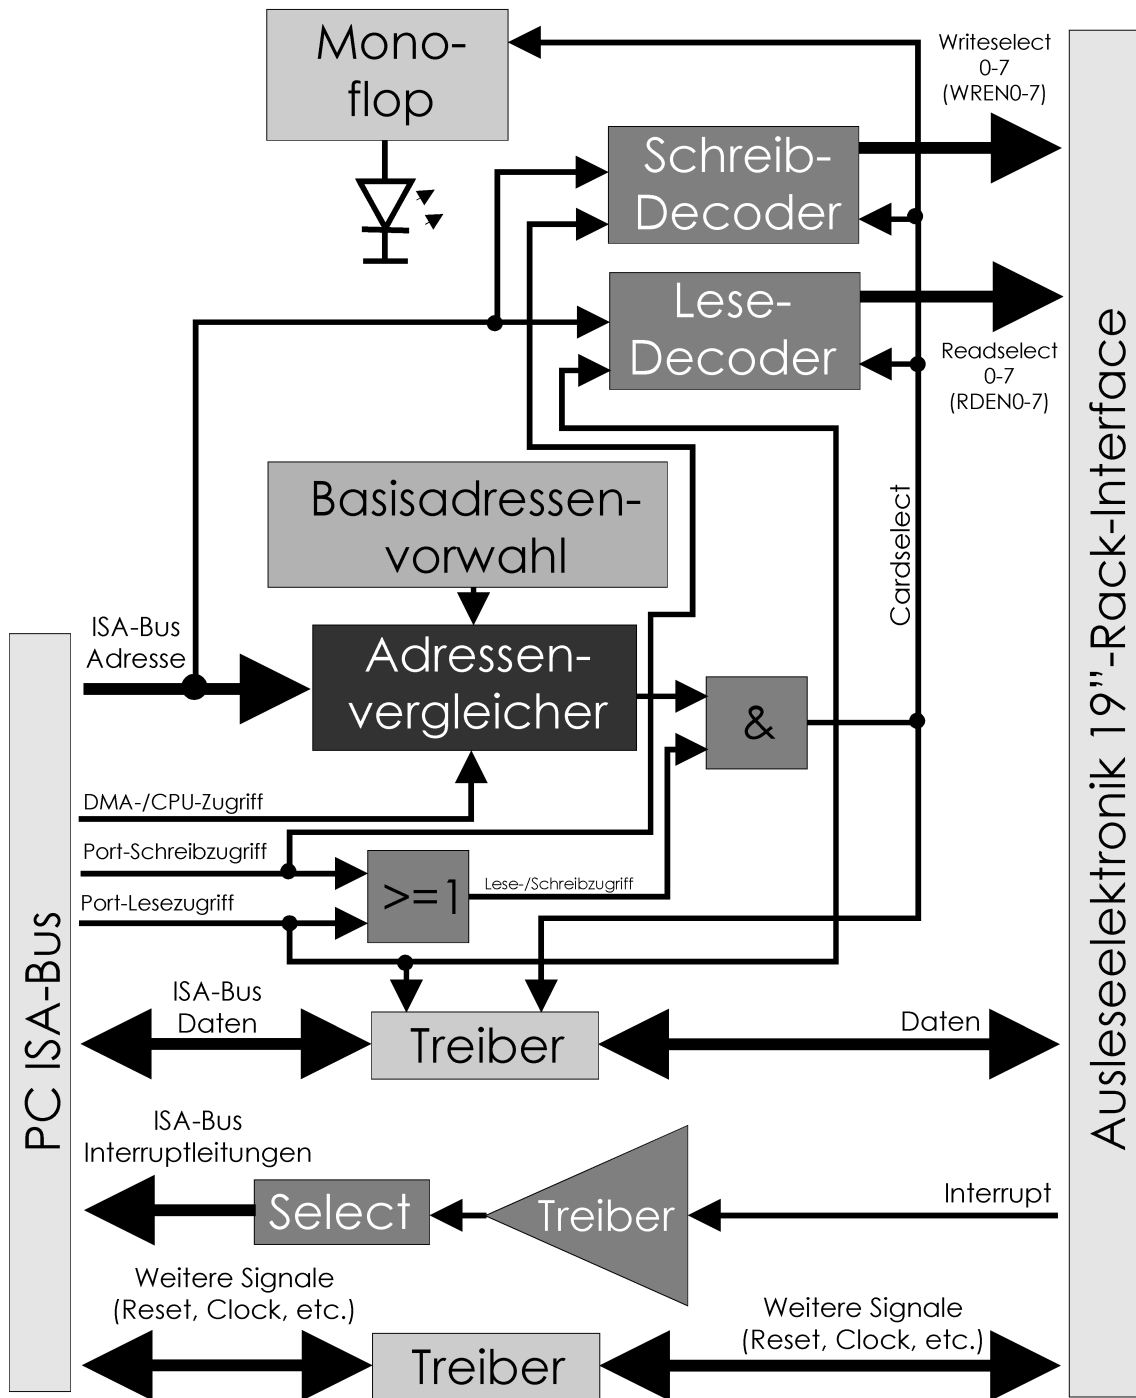 Mono-
flop
Writeselect
0-7
(WREN0-7)
Schreib-
Decoder
Lese-
Decoder
Readselect
0-7
(RDEN0-7)
Basisadressen-
vorwahl
Cardselect
ISA-Bus
Adresse
Adressen-
vergleicher
&
DMA-/CPU-Zugriff
Port-Schreibzugriff
>=1
Lese-/Schreibzugriff
Port-Lesezugriff
ISA-Bus
Daten
Treiber
Daten
ISA-Bus
Interruptleitungen
Select
Treiber
Interrupt
Weitere Signale
(Reset, Clock, etc.)
Treiber
Weitere Signale
(Reset, Clock, etc.)
PC ISA-Bus
Ausleseelektronik 19”-Rack-Interface